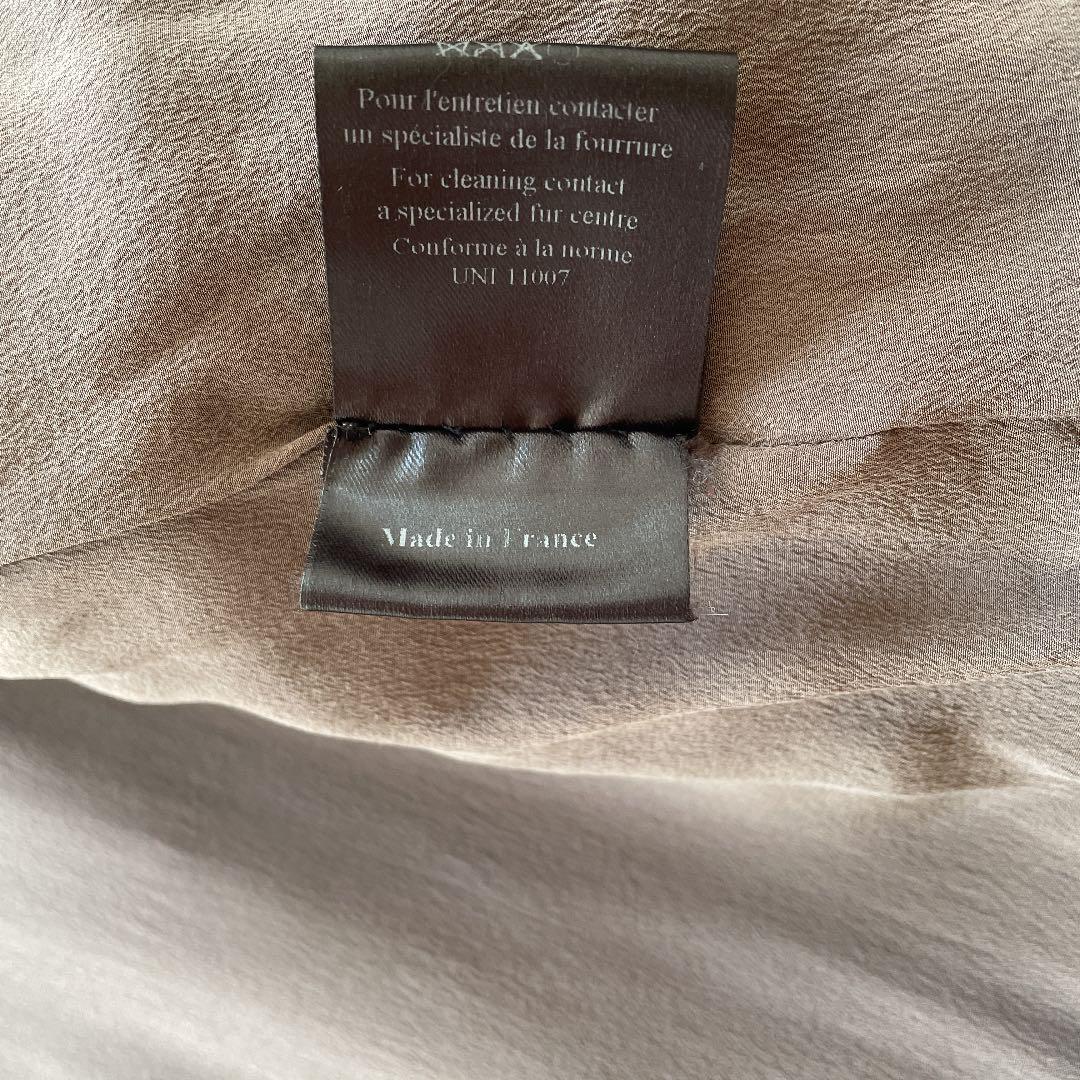 Pour l'entretien contacter
un spécialiste de la fourrure
For cleaning contact
a specialized fur centre
Conforme à la norme
UNI 11007
Made in France